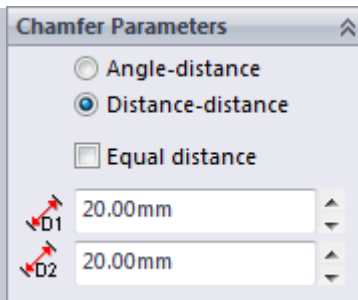 Chamfer Parameters
Angle-distance
Distance-distance
Equal distance
D1 20.00mm
D2 20.00mm